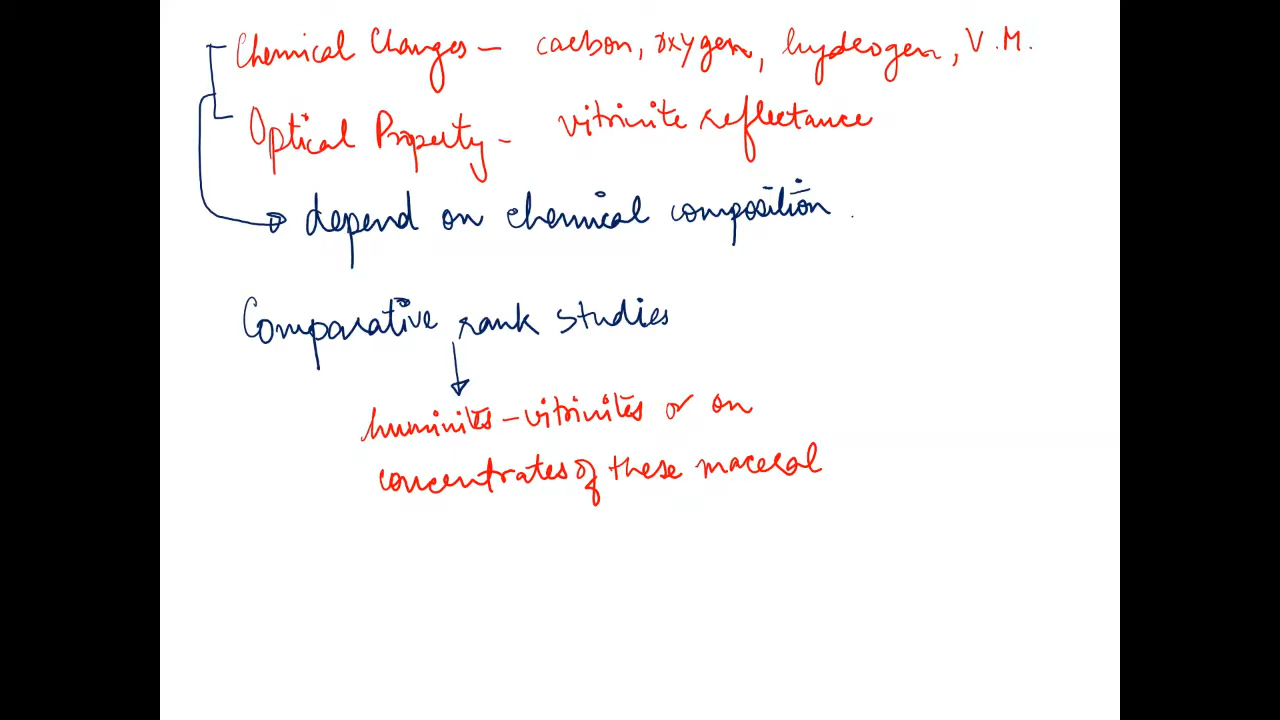 Chemical Changes - carbon, oxygen, hydrogen, V.M.
Optical Property - vitrinite reflectance
depend on chemical composition.
Comparative rank studies
huminites - vitrinites or on
concentrates of these maceral